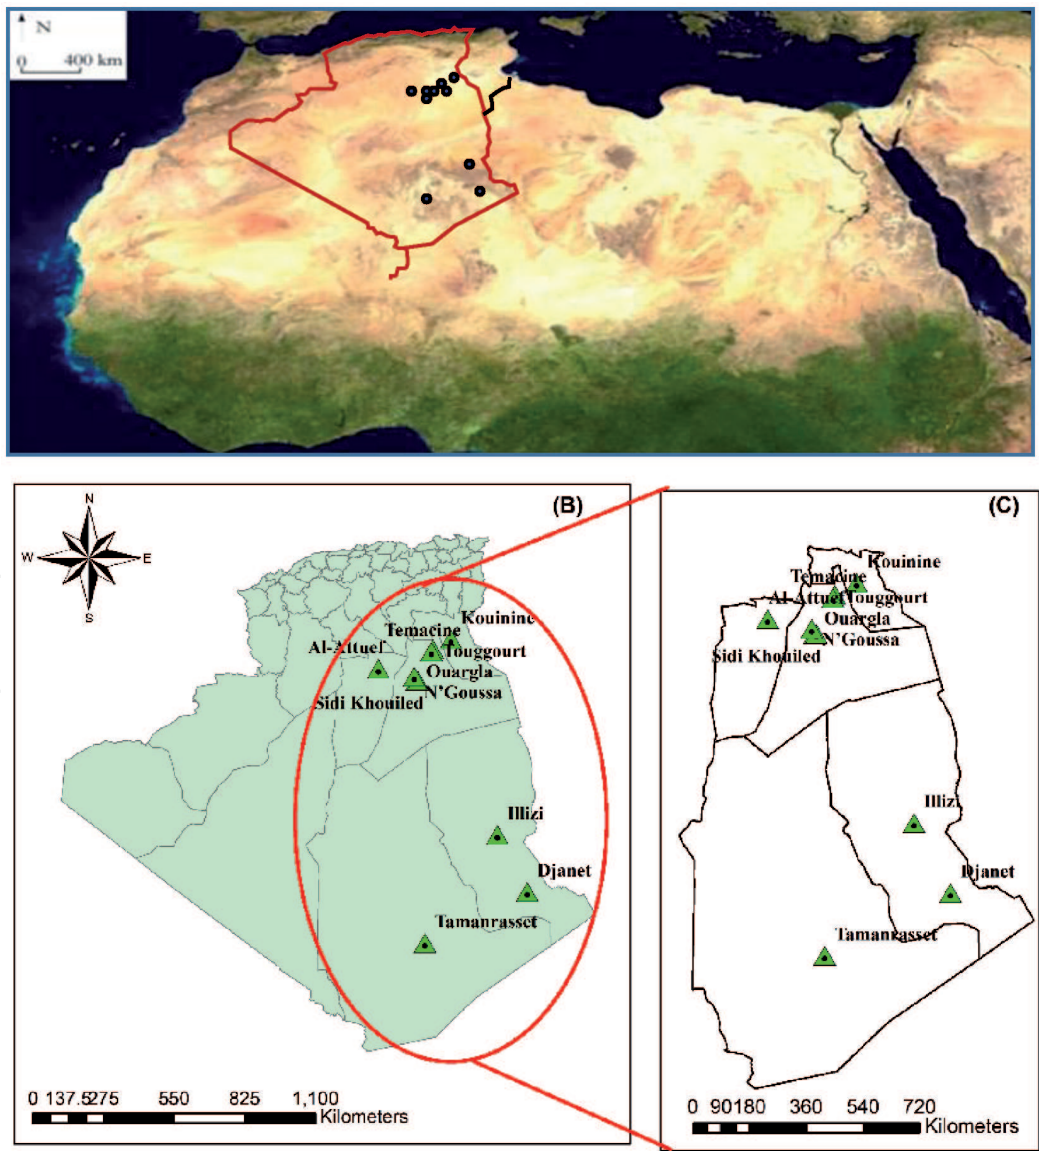 N
0 400 km
(B)
N
W E
S
Kouinine
Temacine
Al-Attuef Touggourt
Ouargla
N'Goussa
Sidi Khouiled
Illizi
Djanet
Tamanrasset
0 137.5 275 550 825 1,100
Kilometers
(C)
Kouinine
Temacine
Al-Attuef Touggourt
Ouargla
N'Goussa
Sidi Khouiled
Illizi
Djanet
Tamanrasset
0 90 180 360 540 720
Kilometers